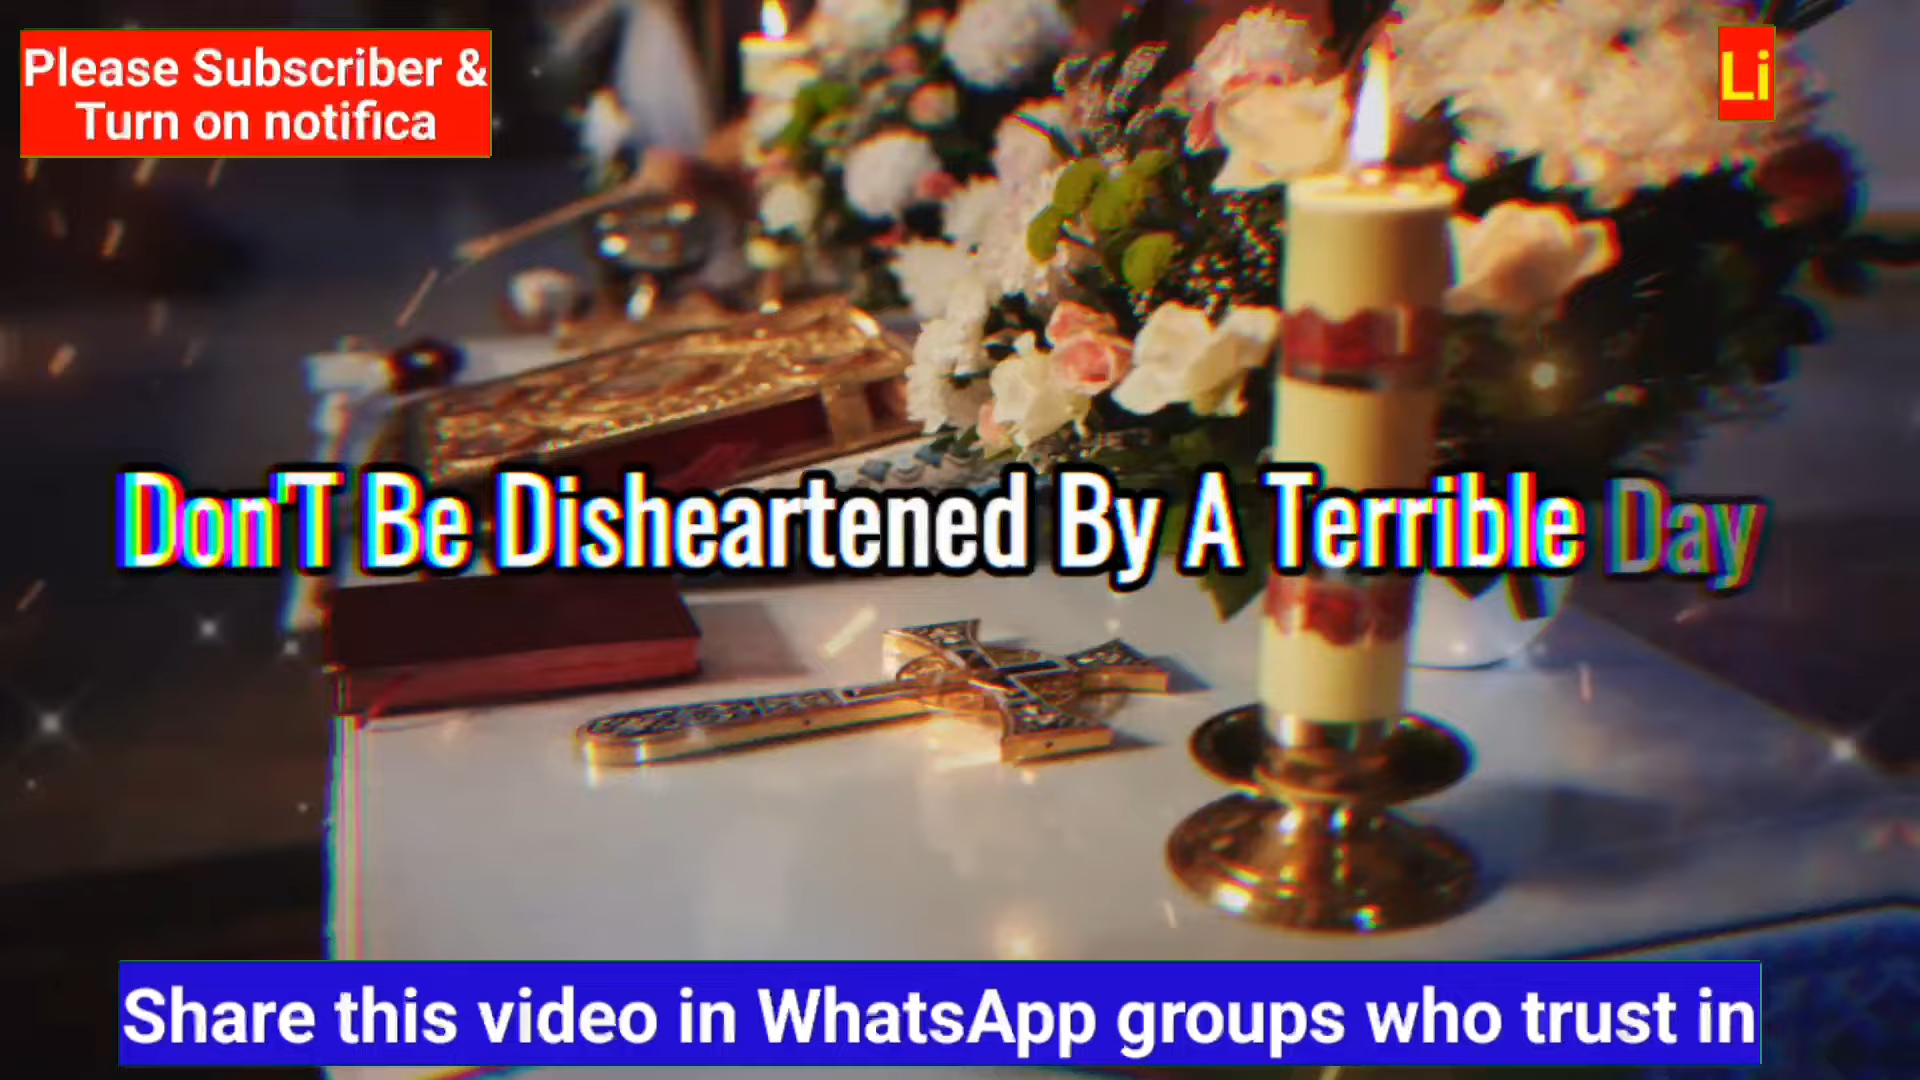 Please Subscriber &
Turn on notifica
Li
Don'T Be Disheartened By A Terrible Day
Share this video in WhatsApp groups who trust in